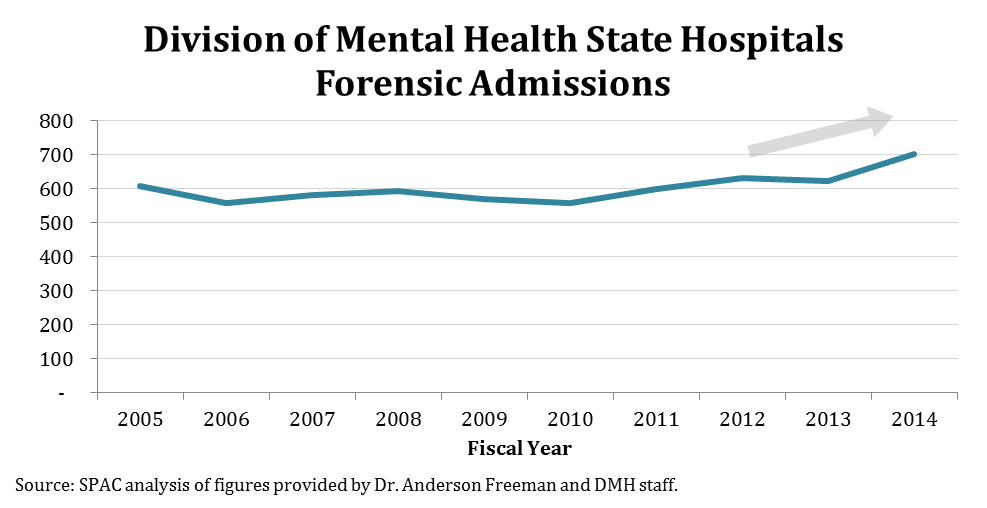 Division of Mental Health State Hospitals
Forensic Admissions
800
700
600
500
400
300
200
100
-
2005 2006 2007 2008 2009 2010 2011 2012 2013 2014
Fiscal Year
Source: SPAC analysis of figures provided by Dr. Anderson Freeman and DMH staff.